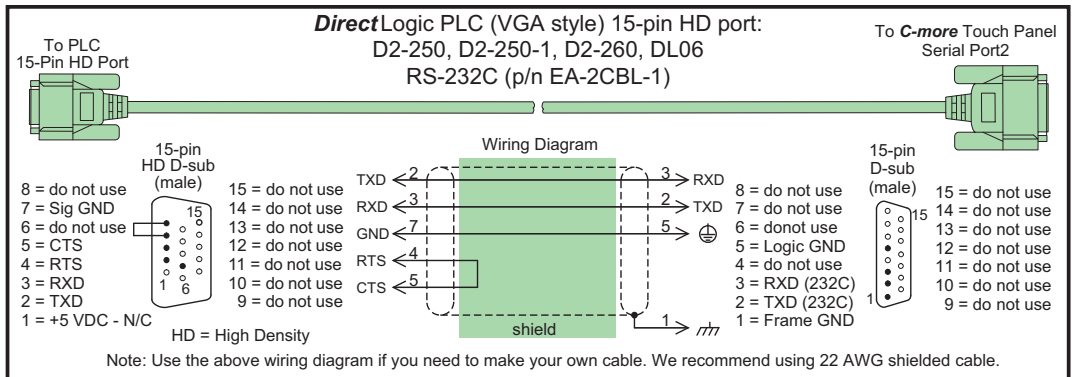 DirectLogic PLC (VGA style) 15-pin HD port:
D2-250, D2-250-1, D2-260, DL06
RS-232C (p/n EA-2CBL-1)
To PLC
15-Pin HD Port
To C-more Touch Panel
Serial Port2
Wiring Diagram
15-pin
HD D-sub
(male)
8 = do not use
7 = Sig GND
6 = do not use
5 = CTS
4 = RTS
3 = RXD
2 = TXD
1 = +5 VDC - N/C
15
1
6
HD = High Density
15 = do not use
14 = do not use
13 = do not use
12 = do not use
11 = do not use
10 = do not use
9 = do not use
TXD 2 3 RXD
RXD 3 2 TXD
GND 7 5
RTS 4
CTS 5
1
shield
8 = do not use
7 = do not use
6 = donot use
5 = Logic GND
4 = do not use
3 = RXD (232C)
2 = TXD (232C)
1 = Frame GND
15-pin
D-sub
(male)
15
1
15 = do not use
14 = do not use
13 = do not use
12 = do not use
11 = do not use
10 = do not use
9 = do not use
Note: Use the above wiring diagram if you need to make your own cable. We recommend using 22 AWG shielded cable.